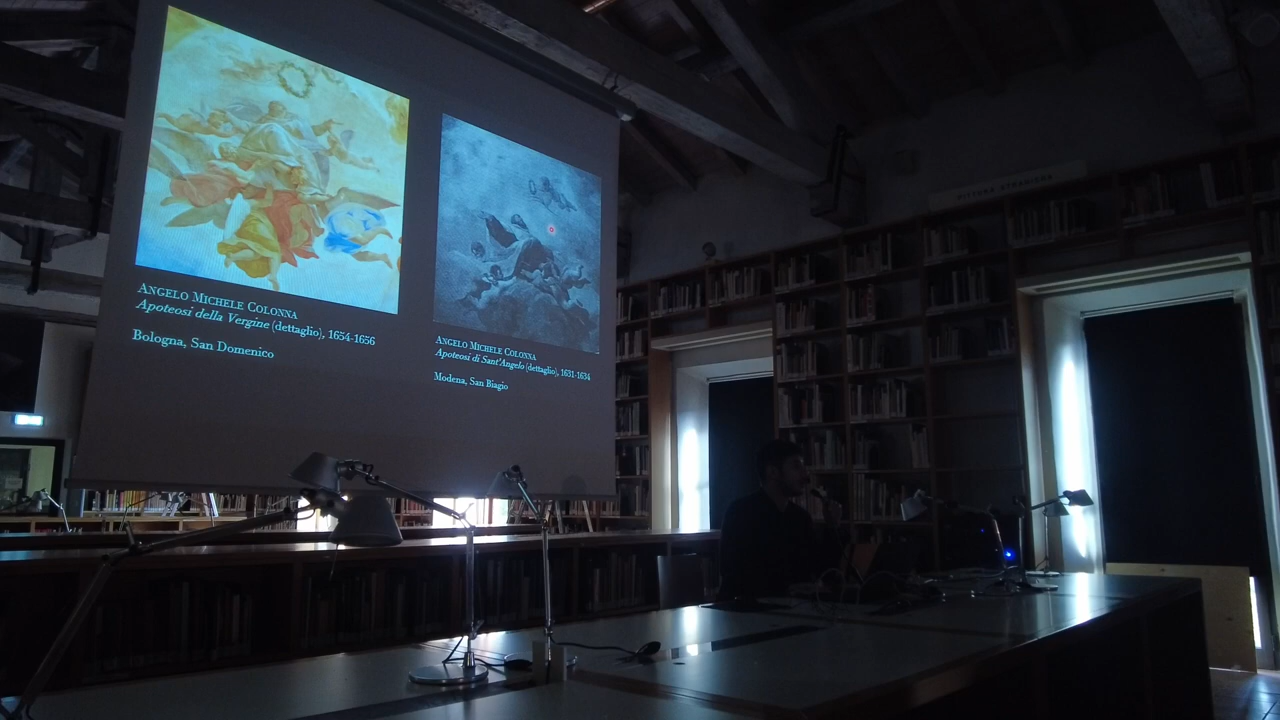 ANGELO MICHELE COLONNA
Apoteosi della Vergine (dettaglio), 1654-1656
Bologna, San Domenico
ANGELO MICHELE COLONNA
Apoteosi di Sant'Angelo (dettaglio), 1631-1634
Modena, San Biagio